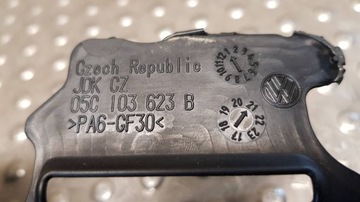 Czech Republic
JDK CZ
05C 103 623 B
>PA6-GF30<